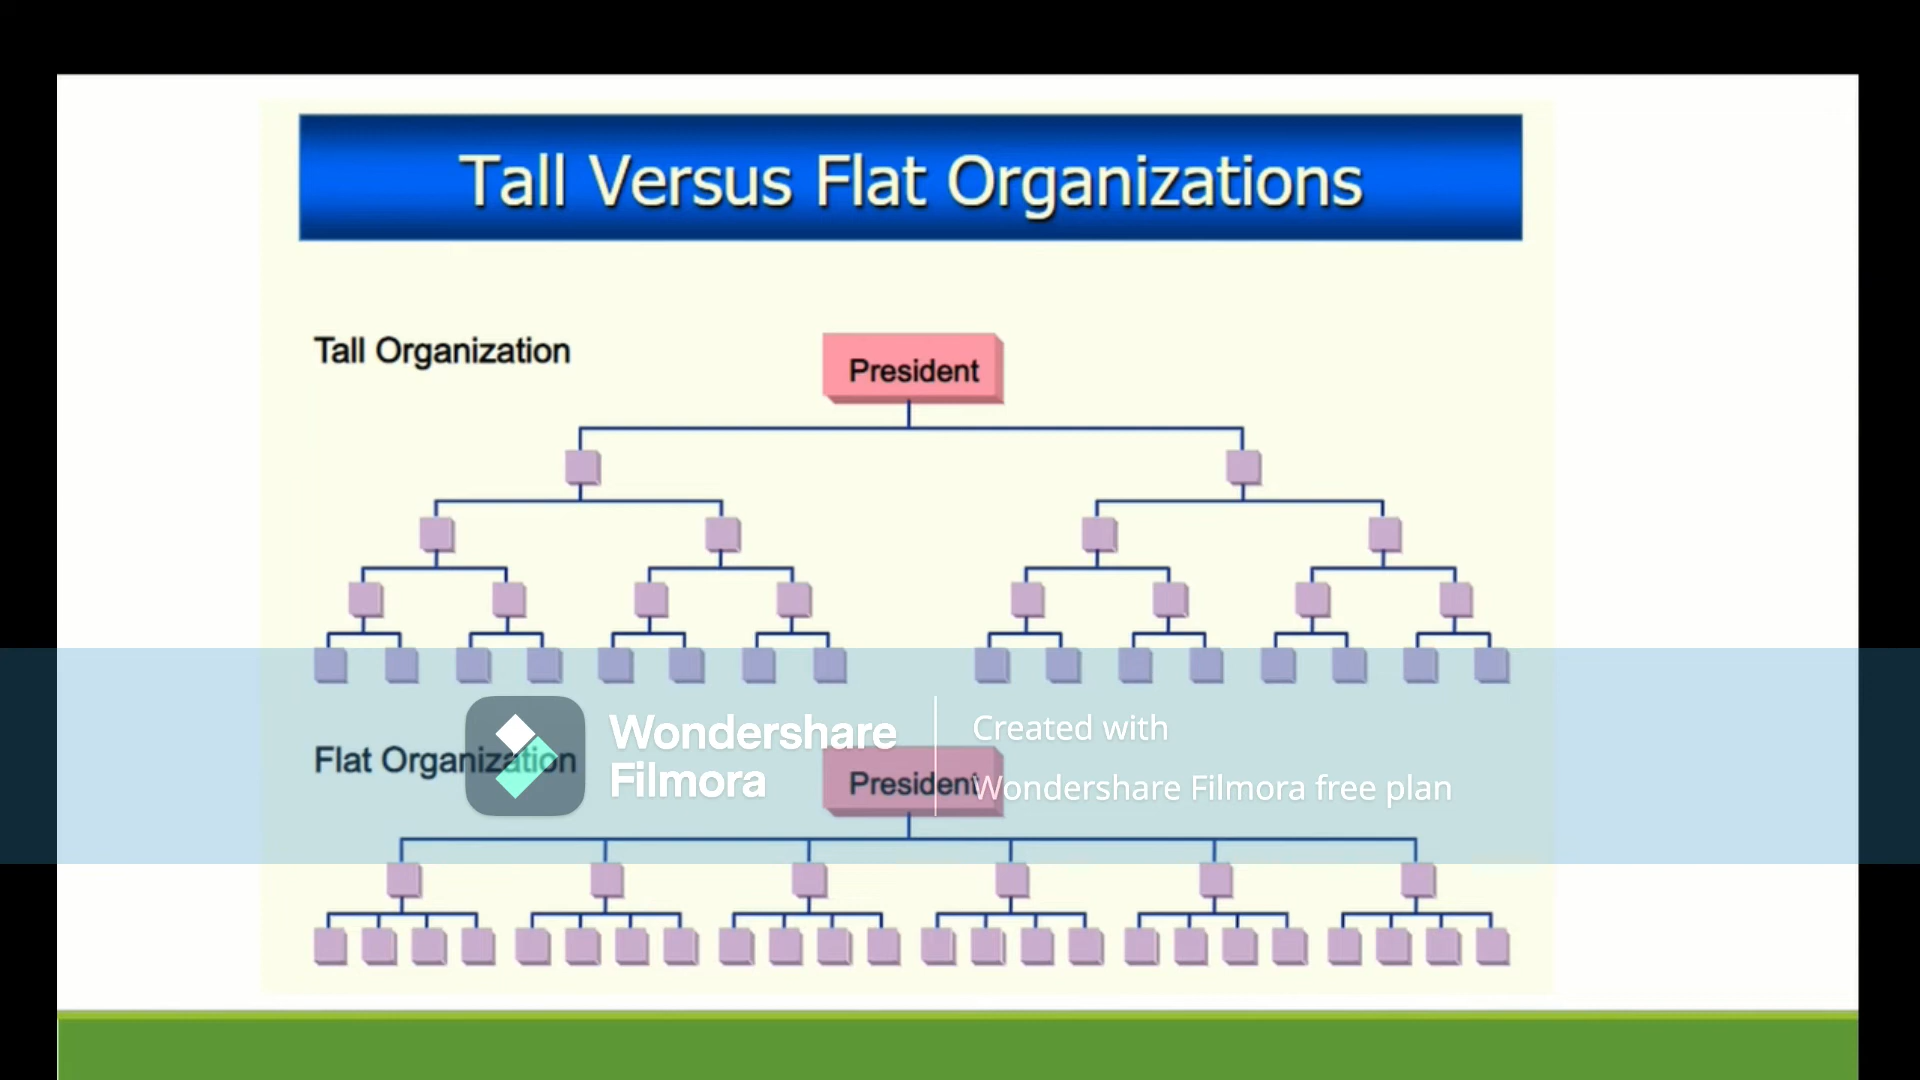 Tall Versus Flat Organizations
Tall Organization
President
Flat Organization
President
Wondershare
Filmora
Created with
Wondershare Filmora free plan